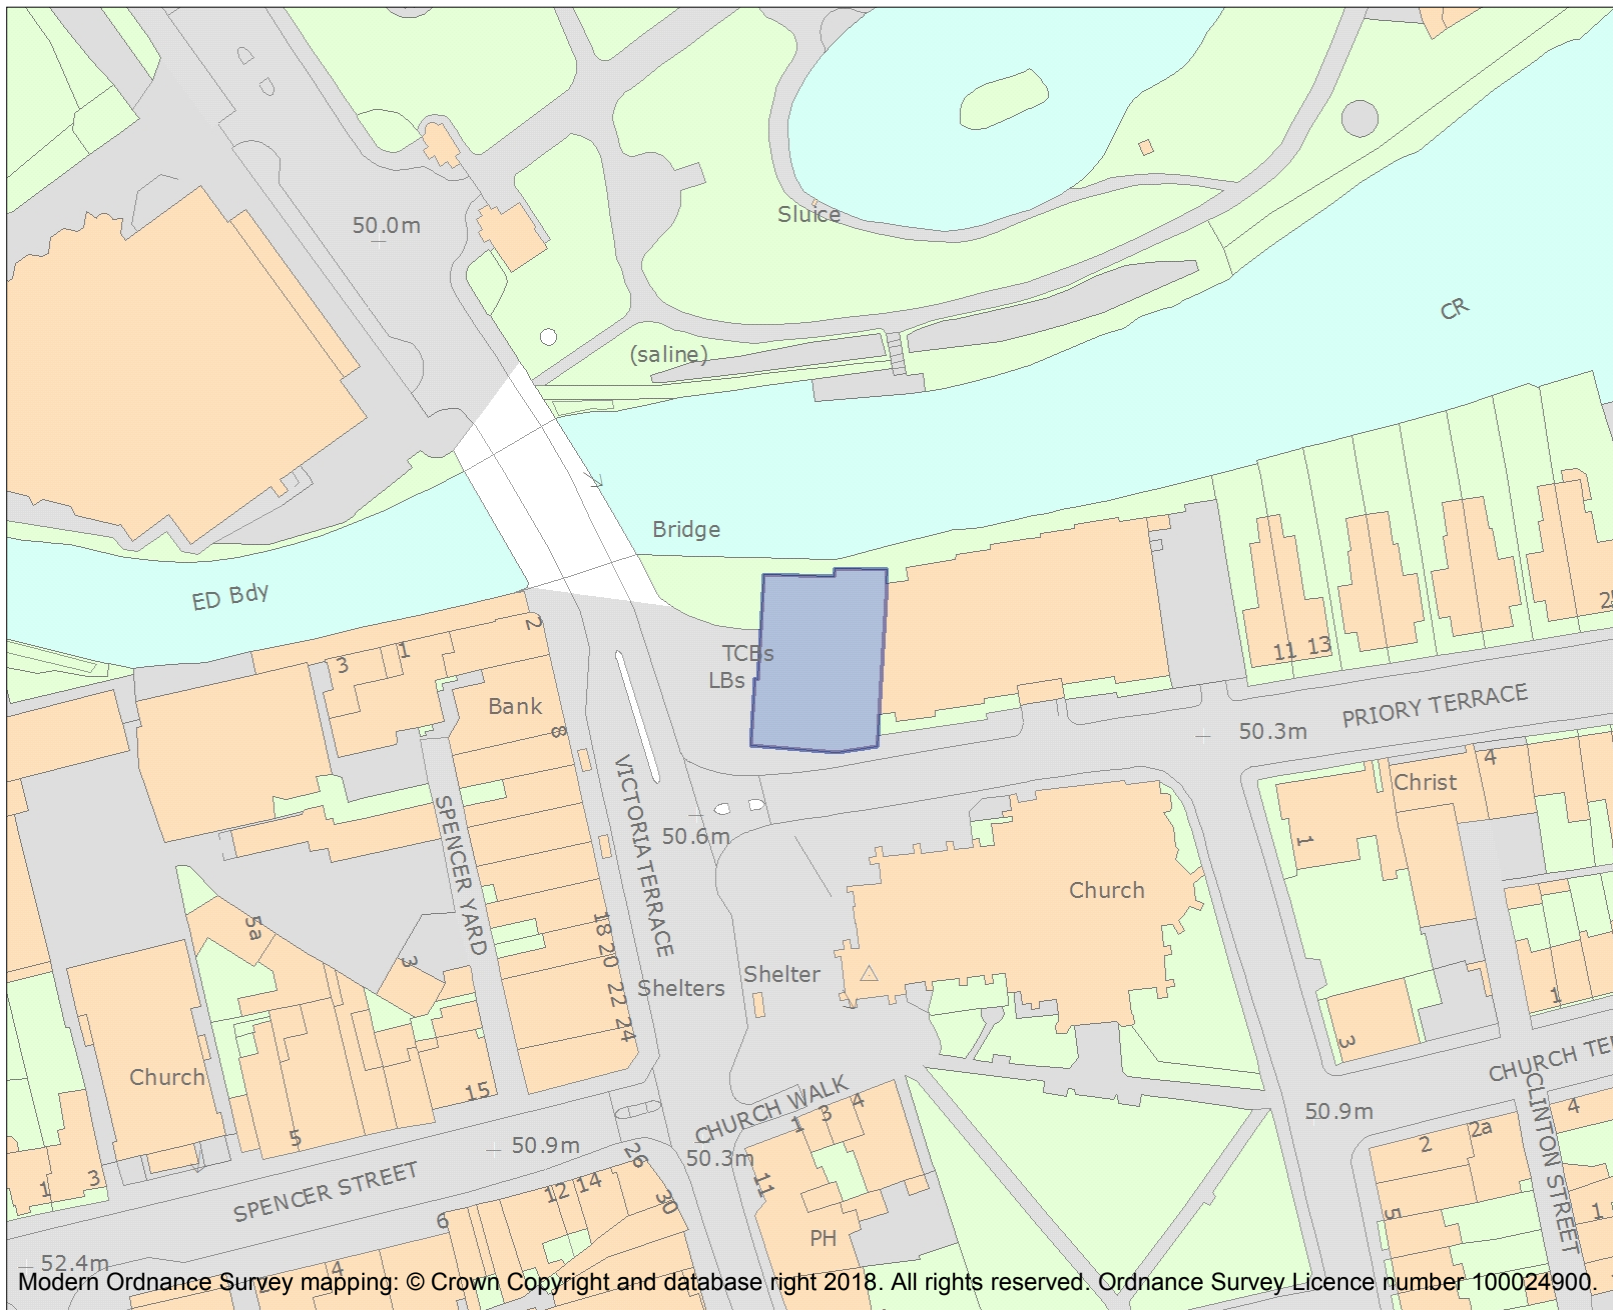 50.0m
Sluice
CR
(saline)
Bridge
ED Bdy
2
3
1
TCBs
LBs
11 13
Bank
8
PRIORY TERRACE
50.3m
Christ
4
VICTORIA TERRACE
50.6m
SPENCER YARD
1
Church
5a
3
18 20 22 24
Shelter
Shelters
1
3
Church
15
CHURCH TE
CHURCH WALK
1 3 4
50.9m
4
5
50.9m
50.3m
2 2a
26
3
1
12 14
30
11
CLINTON STREET
SPENCER STREET
6
5
1
PH
52.4m
4
Modern Ordnance Survey mapping: © Crown Copyright and database right 2018. All rights reserved. Ordnance Survey Licence number 100024900.